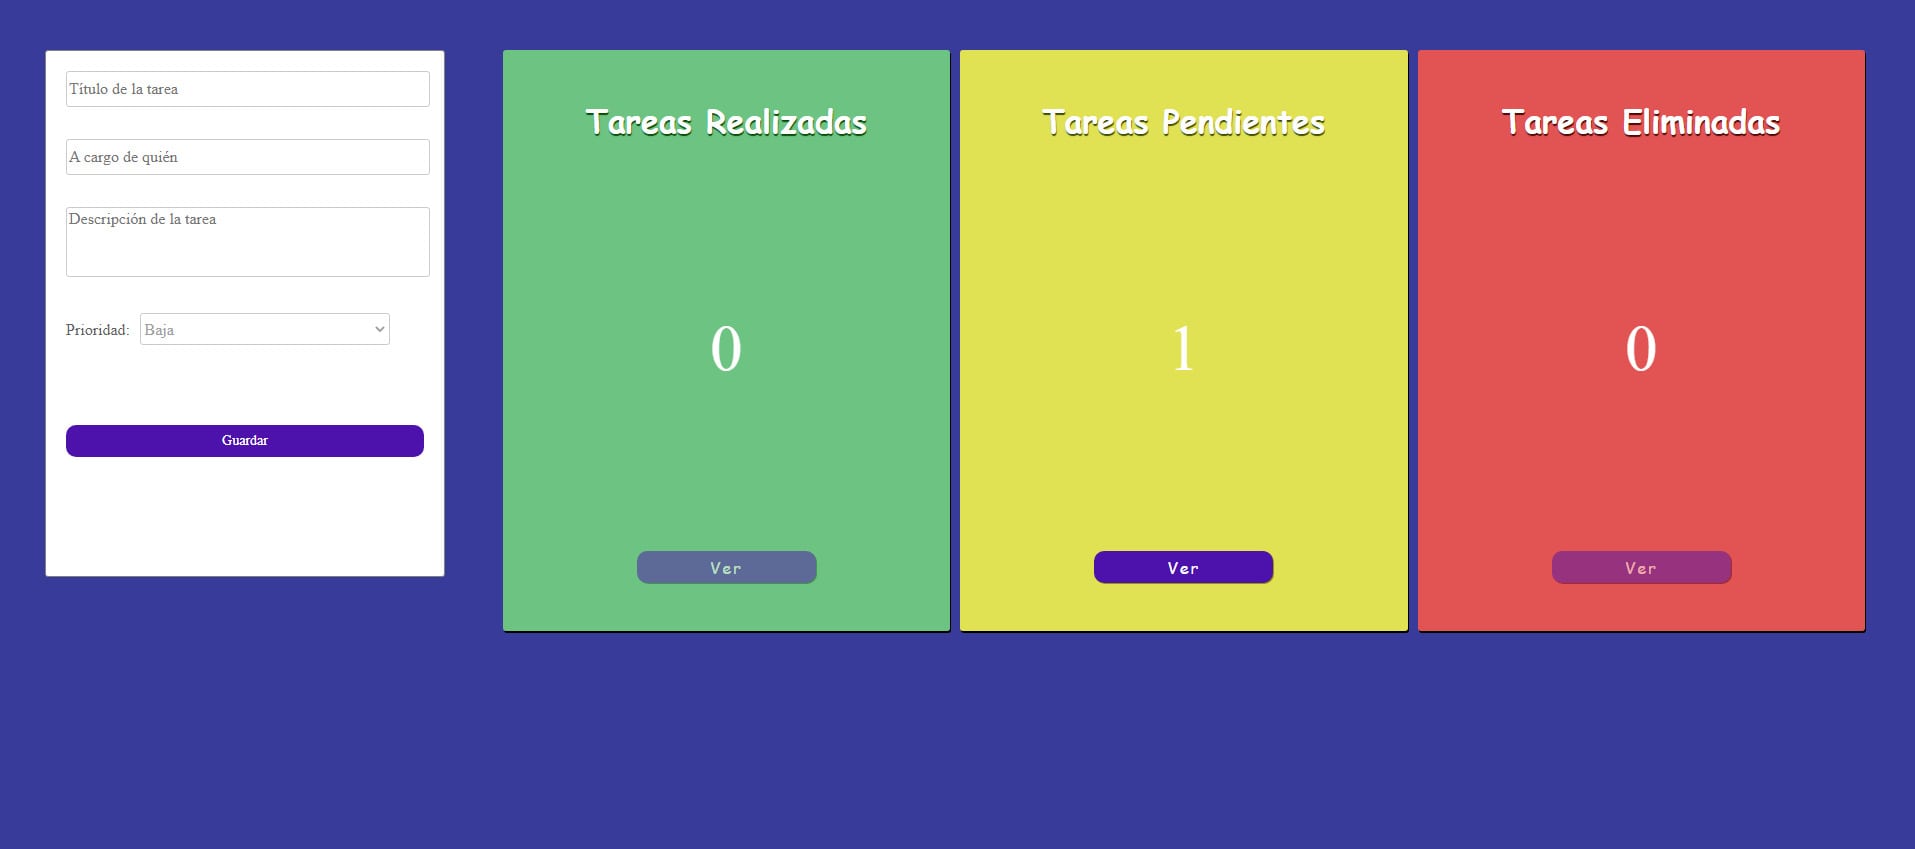 Título de la tarea
A cargo de quién
Descripción de la tarea
Prioridad: Baja
Guardar
Tareas Realizadas
0
Ver
Tareas Pendientes
1
Ver
Tareas Eliminadas
0
Ver